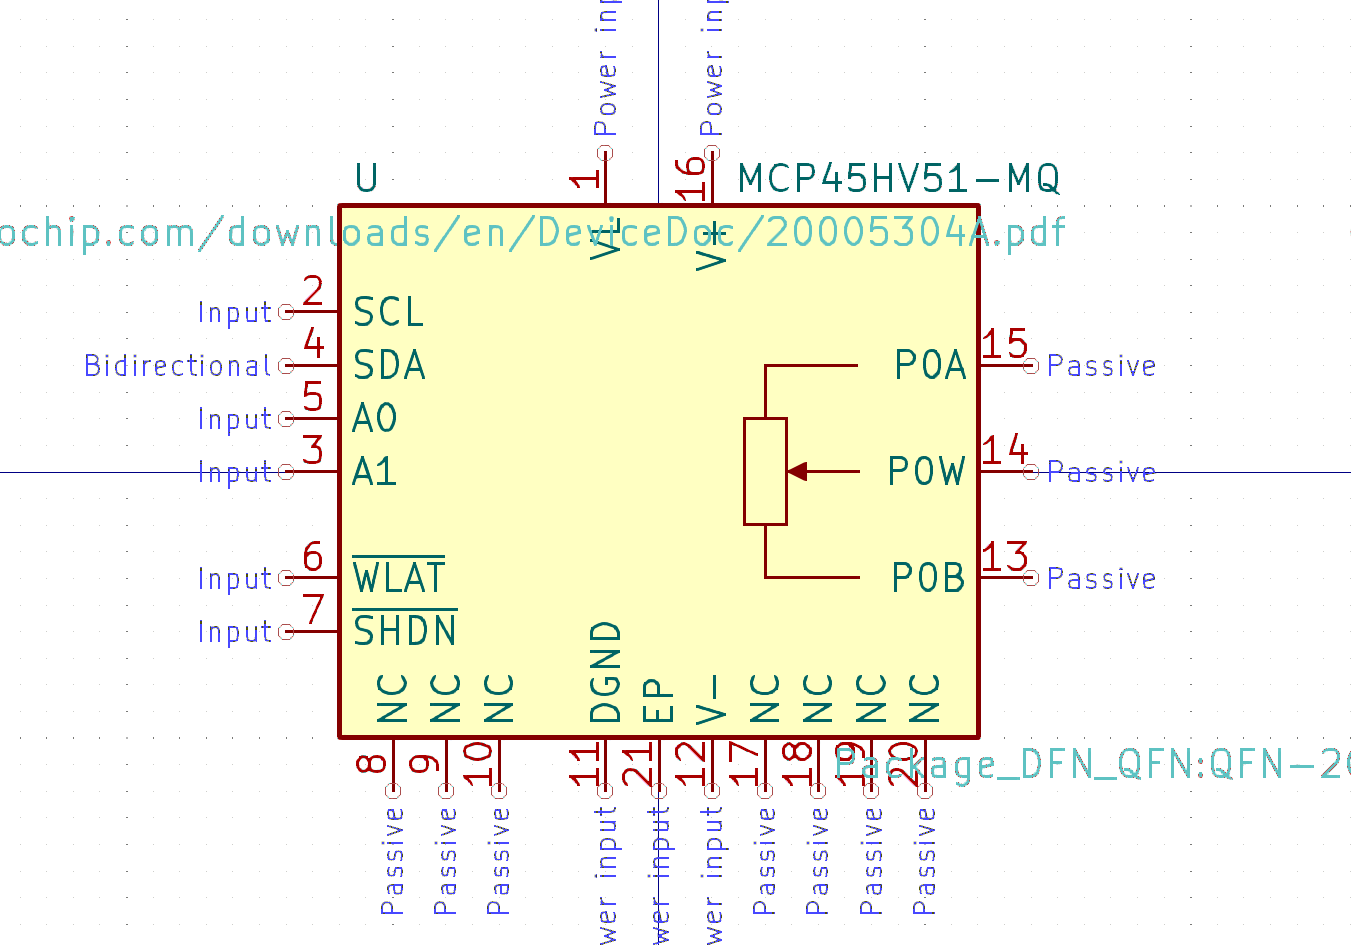 Power inp
Power inp
U
1
16
MCP45HV51-MQ
ochip.com/downloads/en/DeviceDoc/20005304A.pdf
VL
V+
Input 2 SCL
Bidirectional 4 SDA
P0A 15 Passive
Input 5 A0
Input 3 A1
P0W 14 Passive
Input 6 WLAT
P0B 13 Passive
Input 7 SHDN
NC
NC
NC
DGND
EP
V-
NC
NC
NC
NC
8
9
10
11
21
12
17
18
19
20
Package_DFN_QFN:QFN-20
Passive
Passive
Passive
wer input
wer input
wer input
Passive
Passive
Passive
Passive